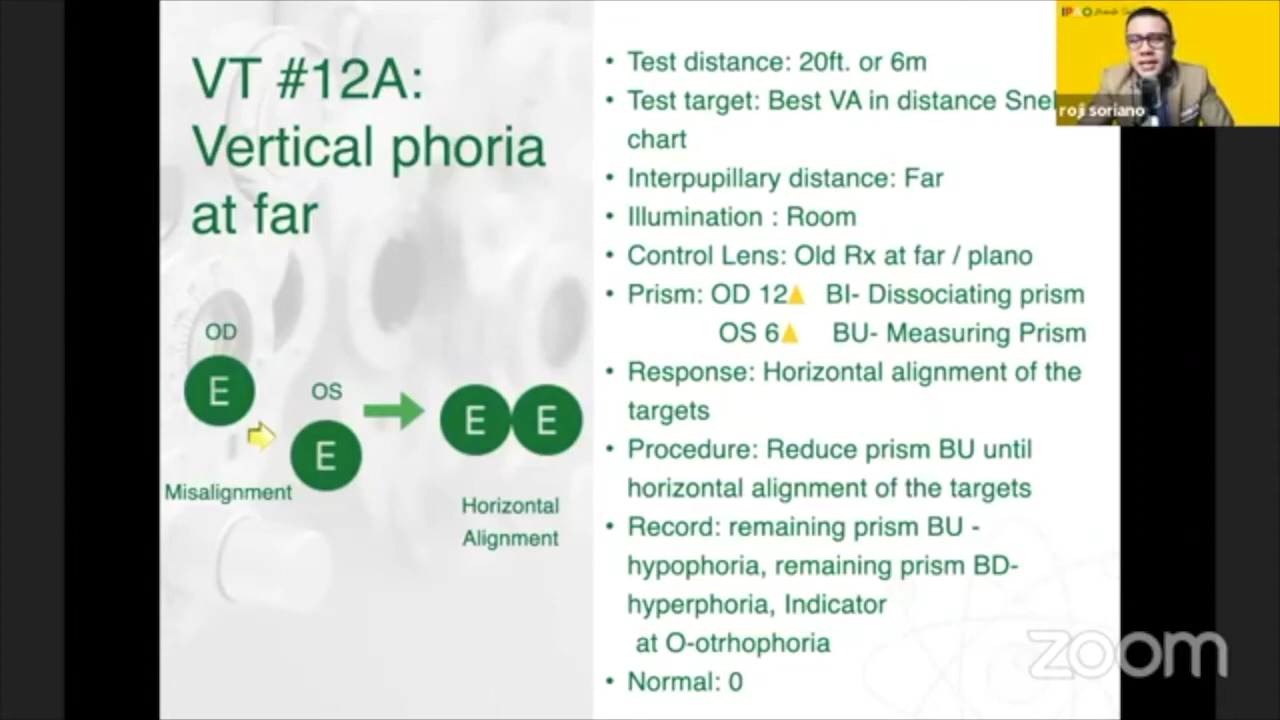 VT #12A:
Vertical phoria
at far
OD
E
OS
E
Misalignment
E E
Horizontal
Alignment
• Test distance: 20ft. or 6m
• Test target: Best VA in distance Snel
chart
• Interpupillary distance: Far
• Illumination : Room
• Control Lens: Old Rx at far / plano
• Prism: OD 12 BI- Dissociating prism
OS 6 BU- Measuring Prism
• Response: Horizontal alignment of the
targets
• Procedure: Reduce prism BU until
horizontal alignment of the targets
• Record: remaining prism BU -
hypophoria, remaining prism BD-
hyperphoria, Indicator
at O-otrhophoria
• Normal: 0
roji soriano
zoom